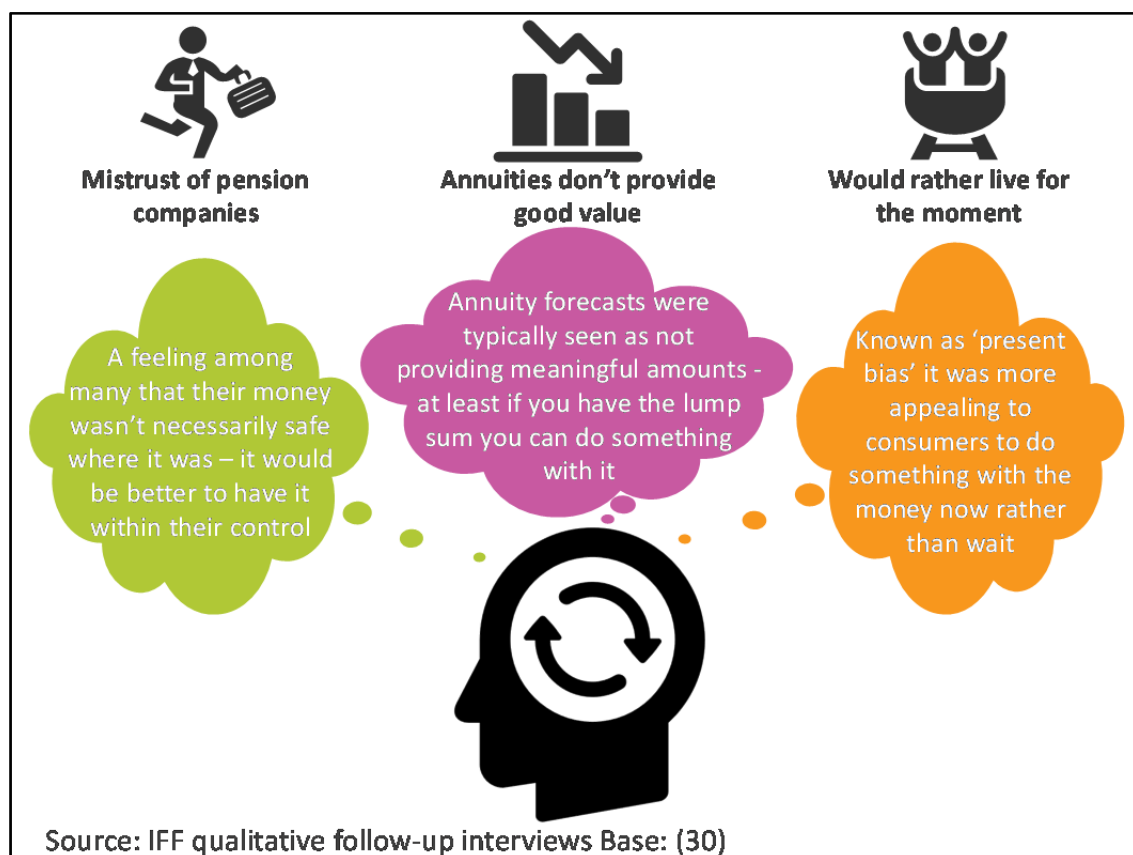 Mistrust of pension
companies
Annuities don't provide
good value
Would rather live for
the moment
A feeling among
many that their money
wasn't necessarily safe
where it was – it would
be better to have it
within their control
Annuity forecasts were
typically seen as not
providing meaningful amounts -
at least if you have the lump
sum you can do something
with it
Known as ‘present
bias’ it was more
appealing to
consumers to do
something with the
money now rather
than wait
Source: IFF qualitative follow-up interviews Base: (30)